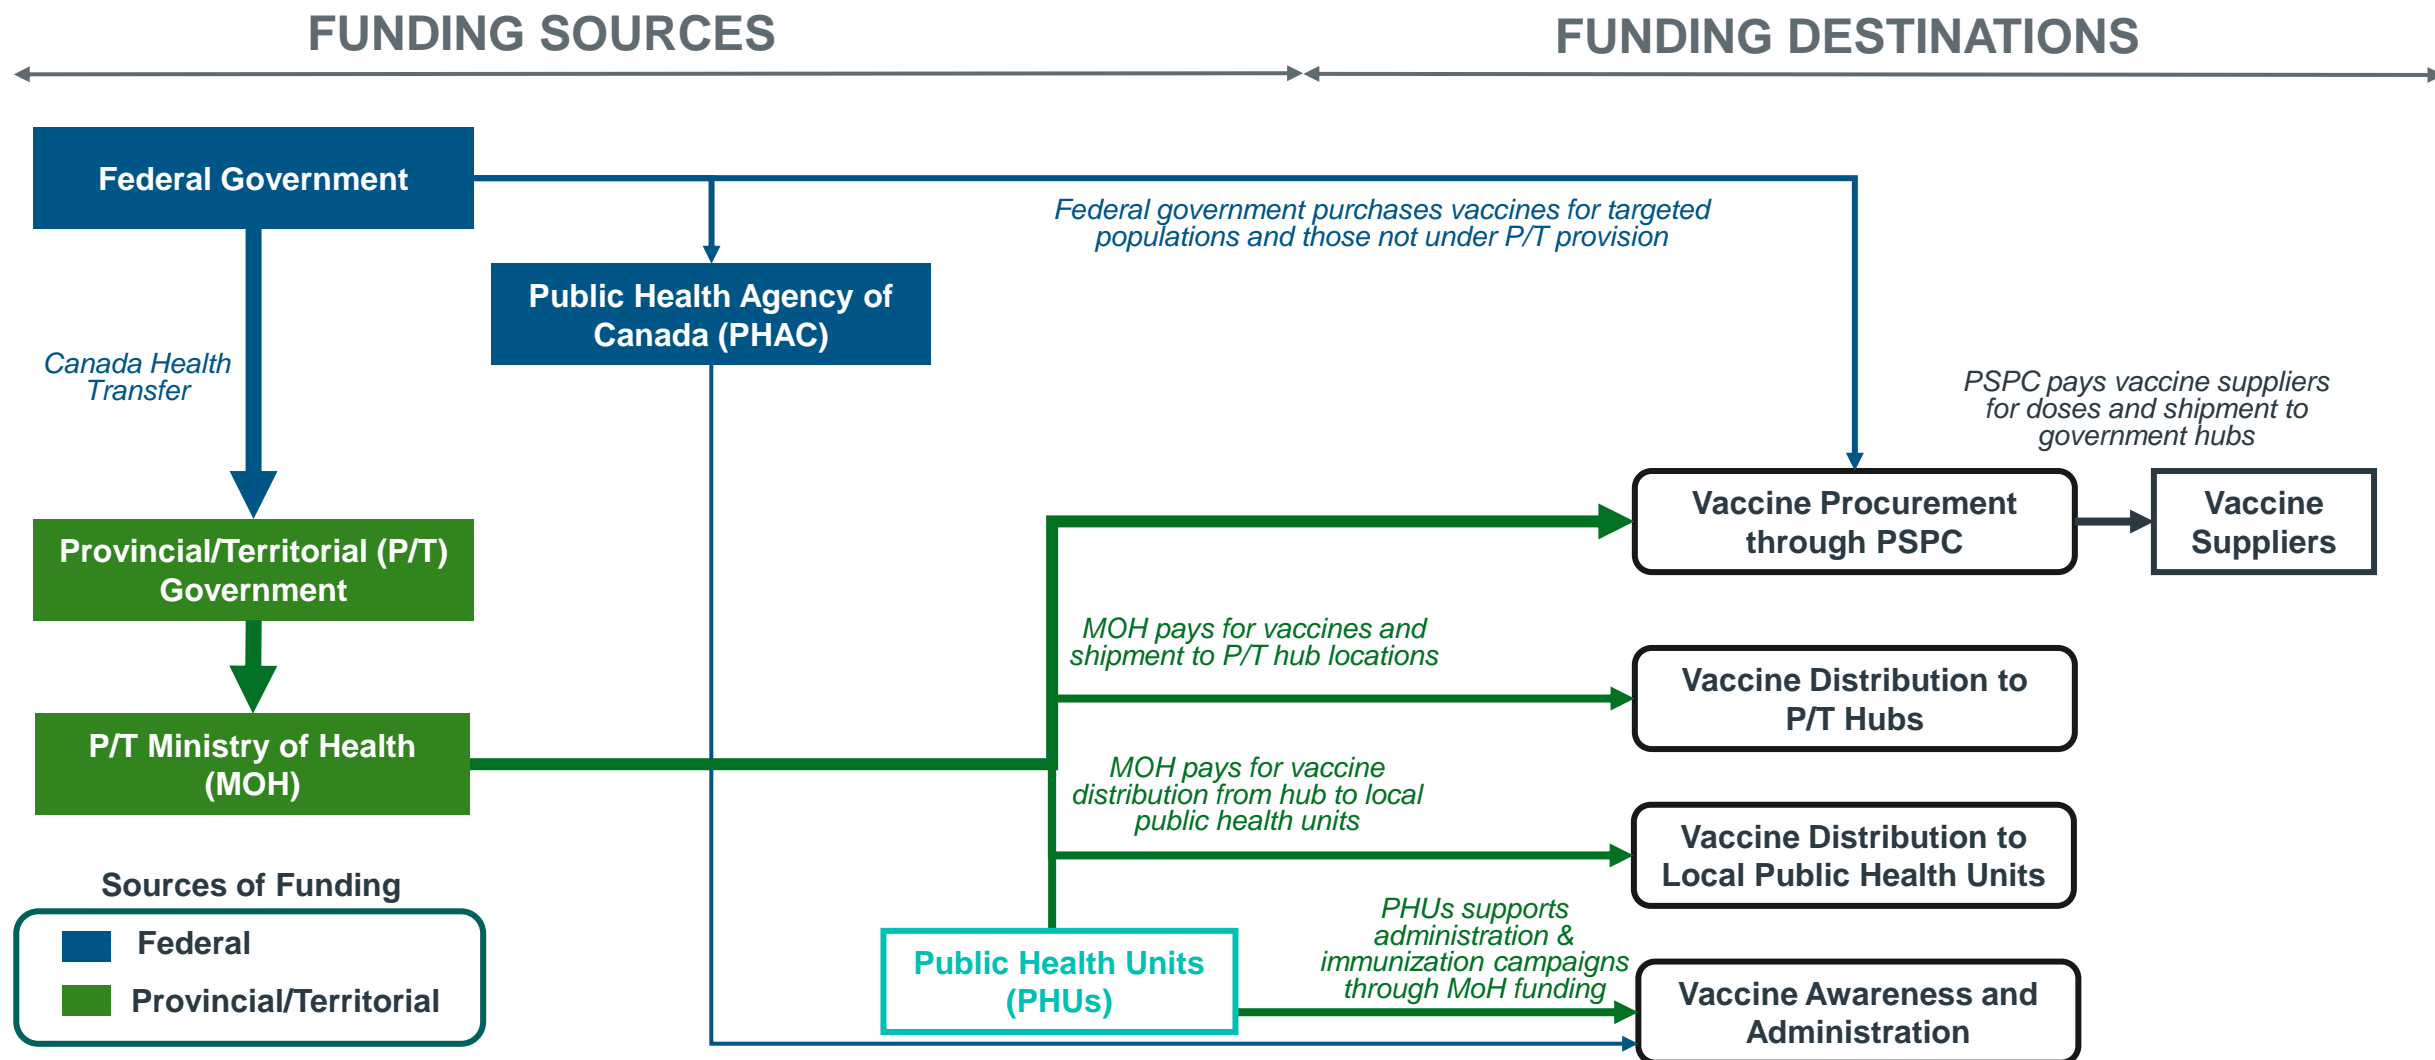 FUNDING SOURCES
FUNDING DESTINATIONS
Federal Government
Federal government purchases vaccines for targeted
populations and those not under P/T provision
Public Health Agency of
Canada (PHAC)
Canada Health
Transfer
PSPC pays vaccine suppliers
for doses and shipment to
government hubs
Provincial/Territorial (P/T)
Government
Vaccine Procurement
through PSPC
Vaccine
Suppliers
MOH pays for vaccines and
shipment to P/T hub locations
Vaccine Distribution to
P/T Hubs
P/T Ministry of Health
(MOH)
MOH pays for vaccine
distribution from hub to local
public health units
Vaccine Distribution to
Local Public Health Units
Sources of Funding
Federal
Provincial/Territorial
Public Health Units
(PHUs)
PHUs supports
administration &
immunization campaigns
through MoH funding
Vaccine Awareness and
Administration